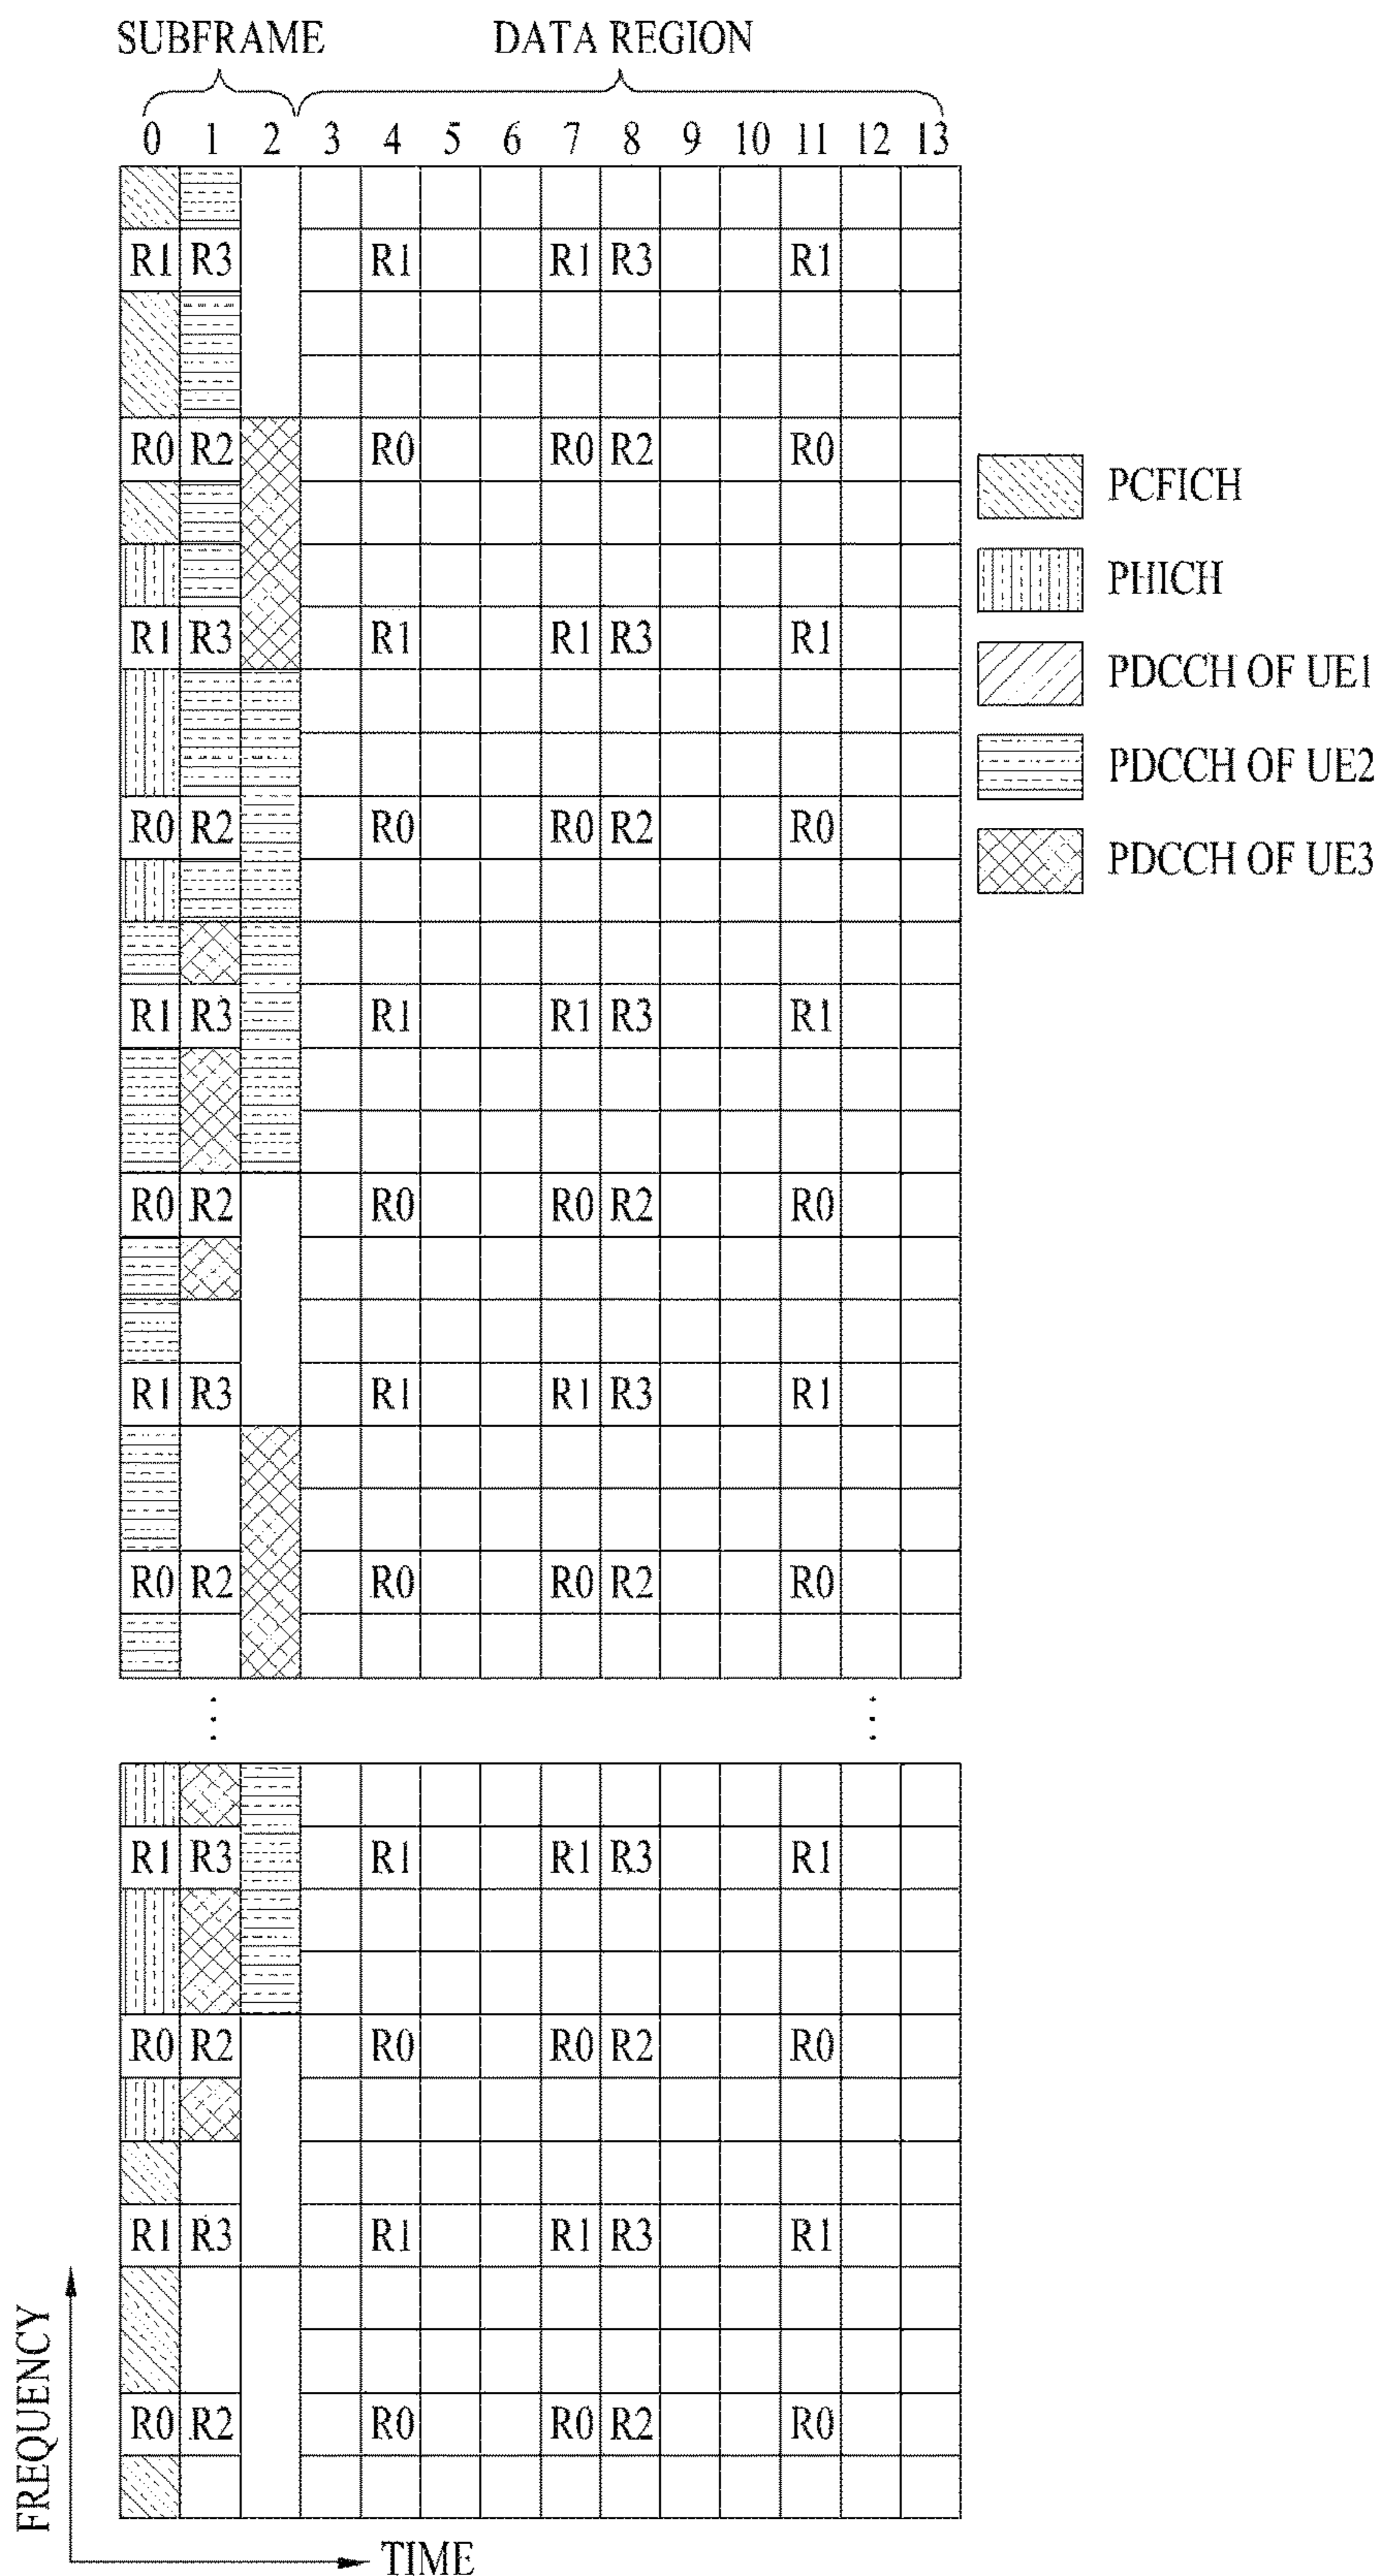 SUBFRAME DATA REGION
0 1 2 3 4 5 6 7 8 9 10 11 12 13
R1 R3 R1 R1 R3 R1
R0 R2 R0 R0 R2 R0
PCFICH
PHICH
R1 R3 R1 R1 R3 R1
PDCCH OF UE1
PDCCH OF UE2
R0 R2 R0 R0 R2 R0
PDCCH OF UE3
R1 R3 R1 R1 R3 R1
R0 R2 R0 R0 R2 R0
R1 R3 R1 R1 R3 R1
R0 R2 R0 R0 R2 R0
R1 R3 R1 R1 R3 R1
R0 R2 R0 R0 R2 R0
R1 R3 R1 R1 R3 R1
R0 R2 R0 R0 R2 R0
FREQUENCY
TIME